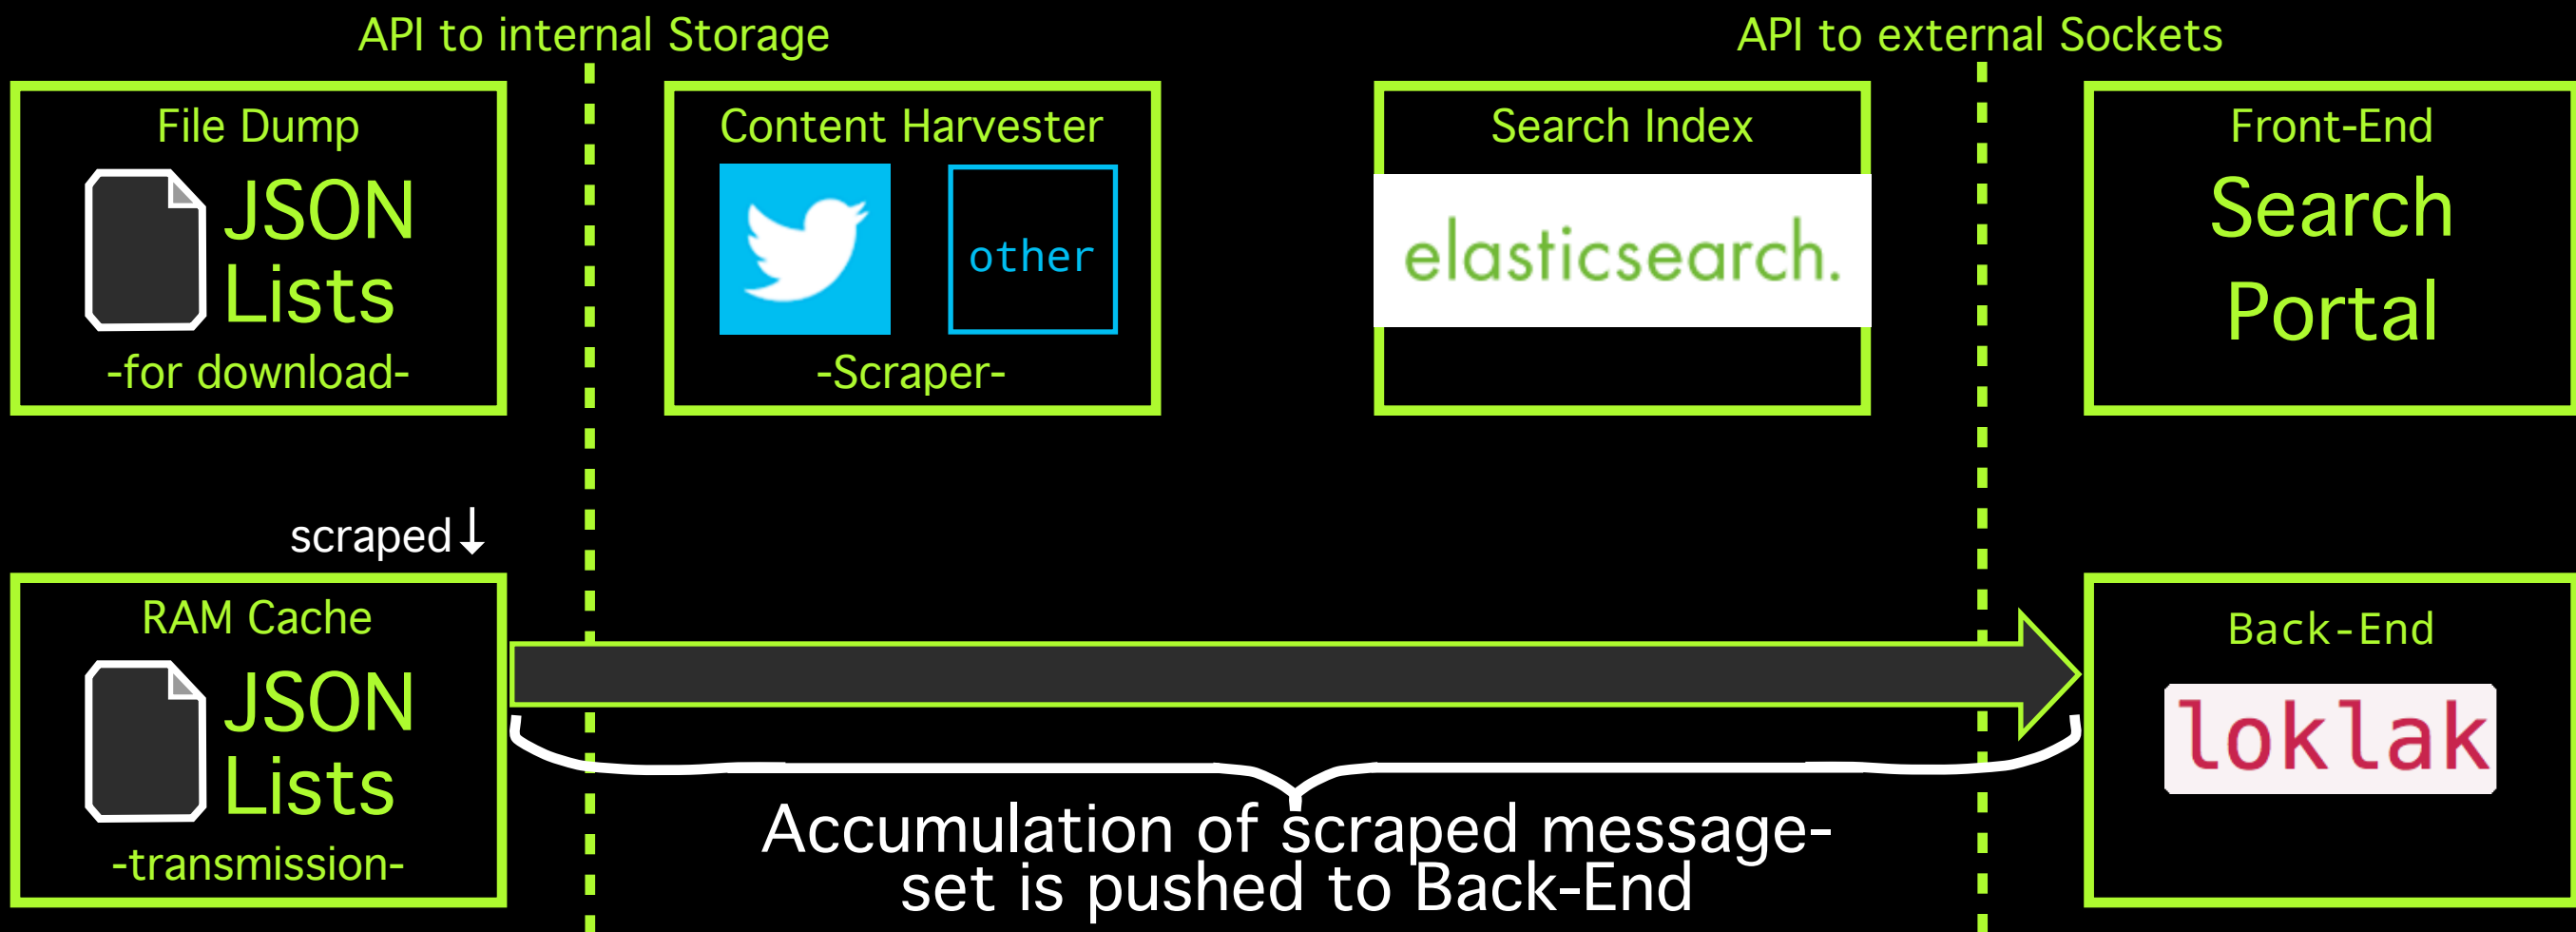 API to internal Storage
API to external Sockets
File Dump
JSON
Lists
-for download-
Content Harvester
other
-Scraper-
Search Index
elasticsearch.
Front-End
Search
Portal
scraped↓
RAM Cache
JSON
Lists
-transmission-
Accumulation of scraped message-
set is pushed to Back-End
Back-End
loklak